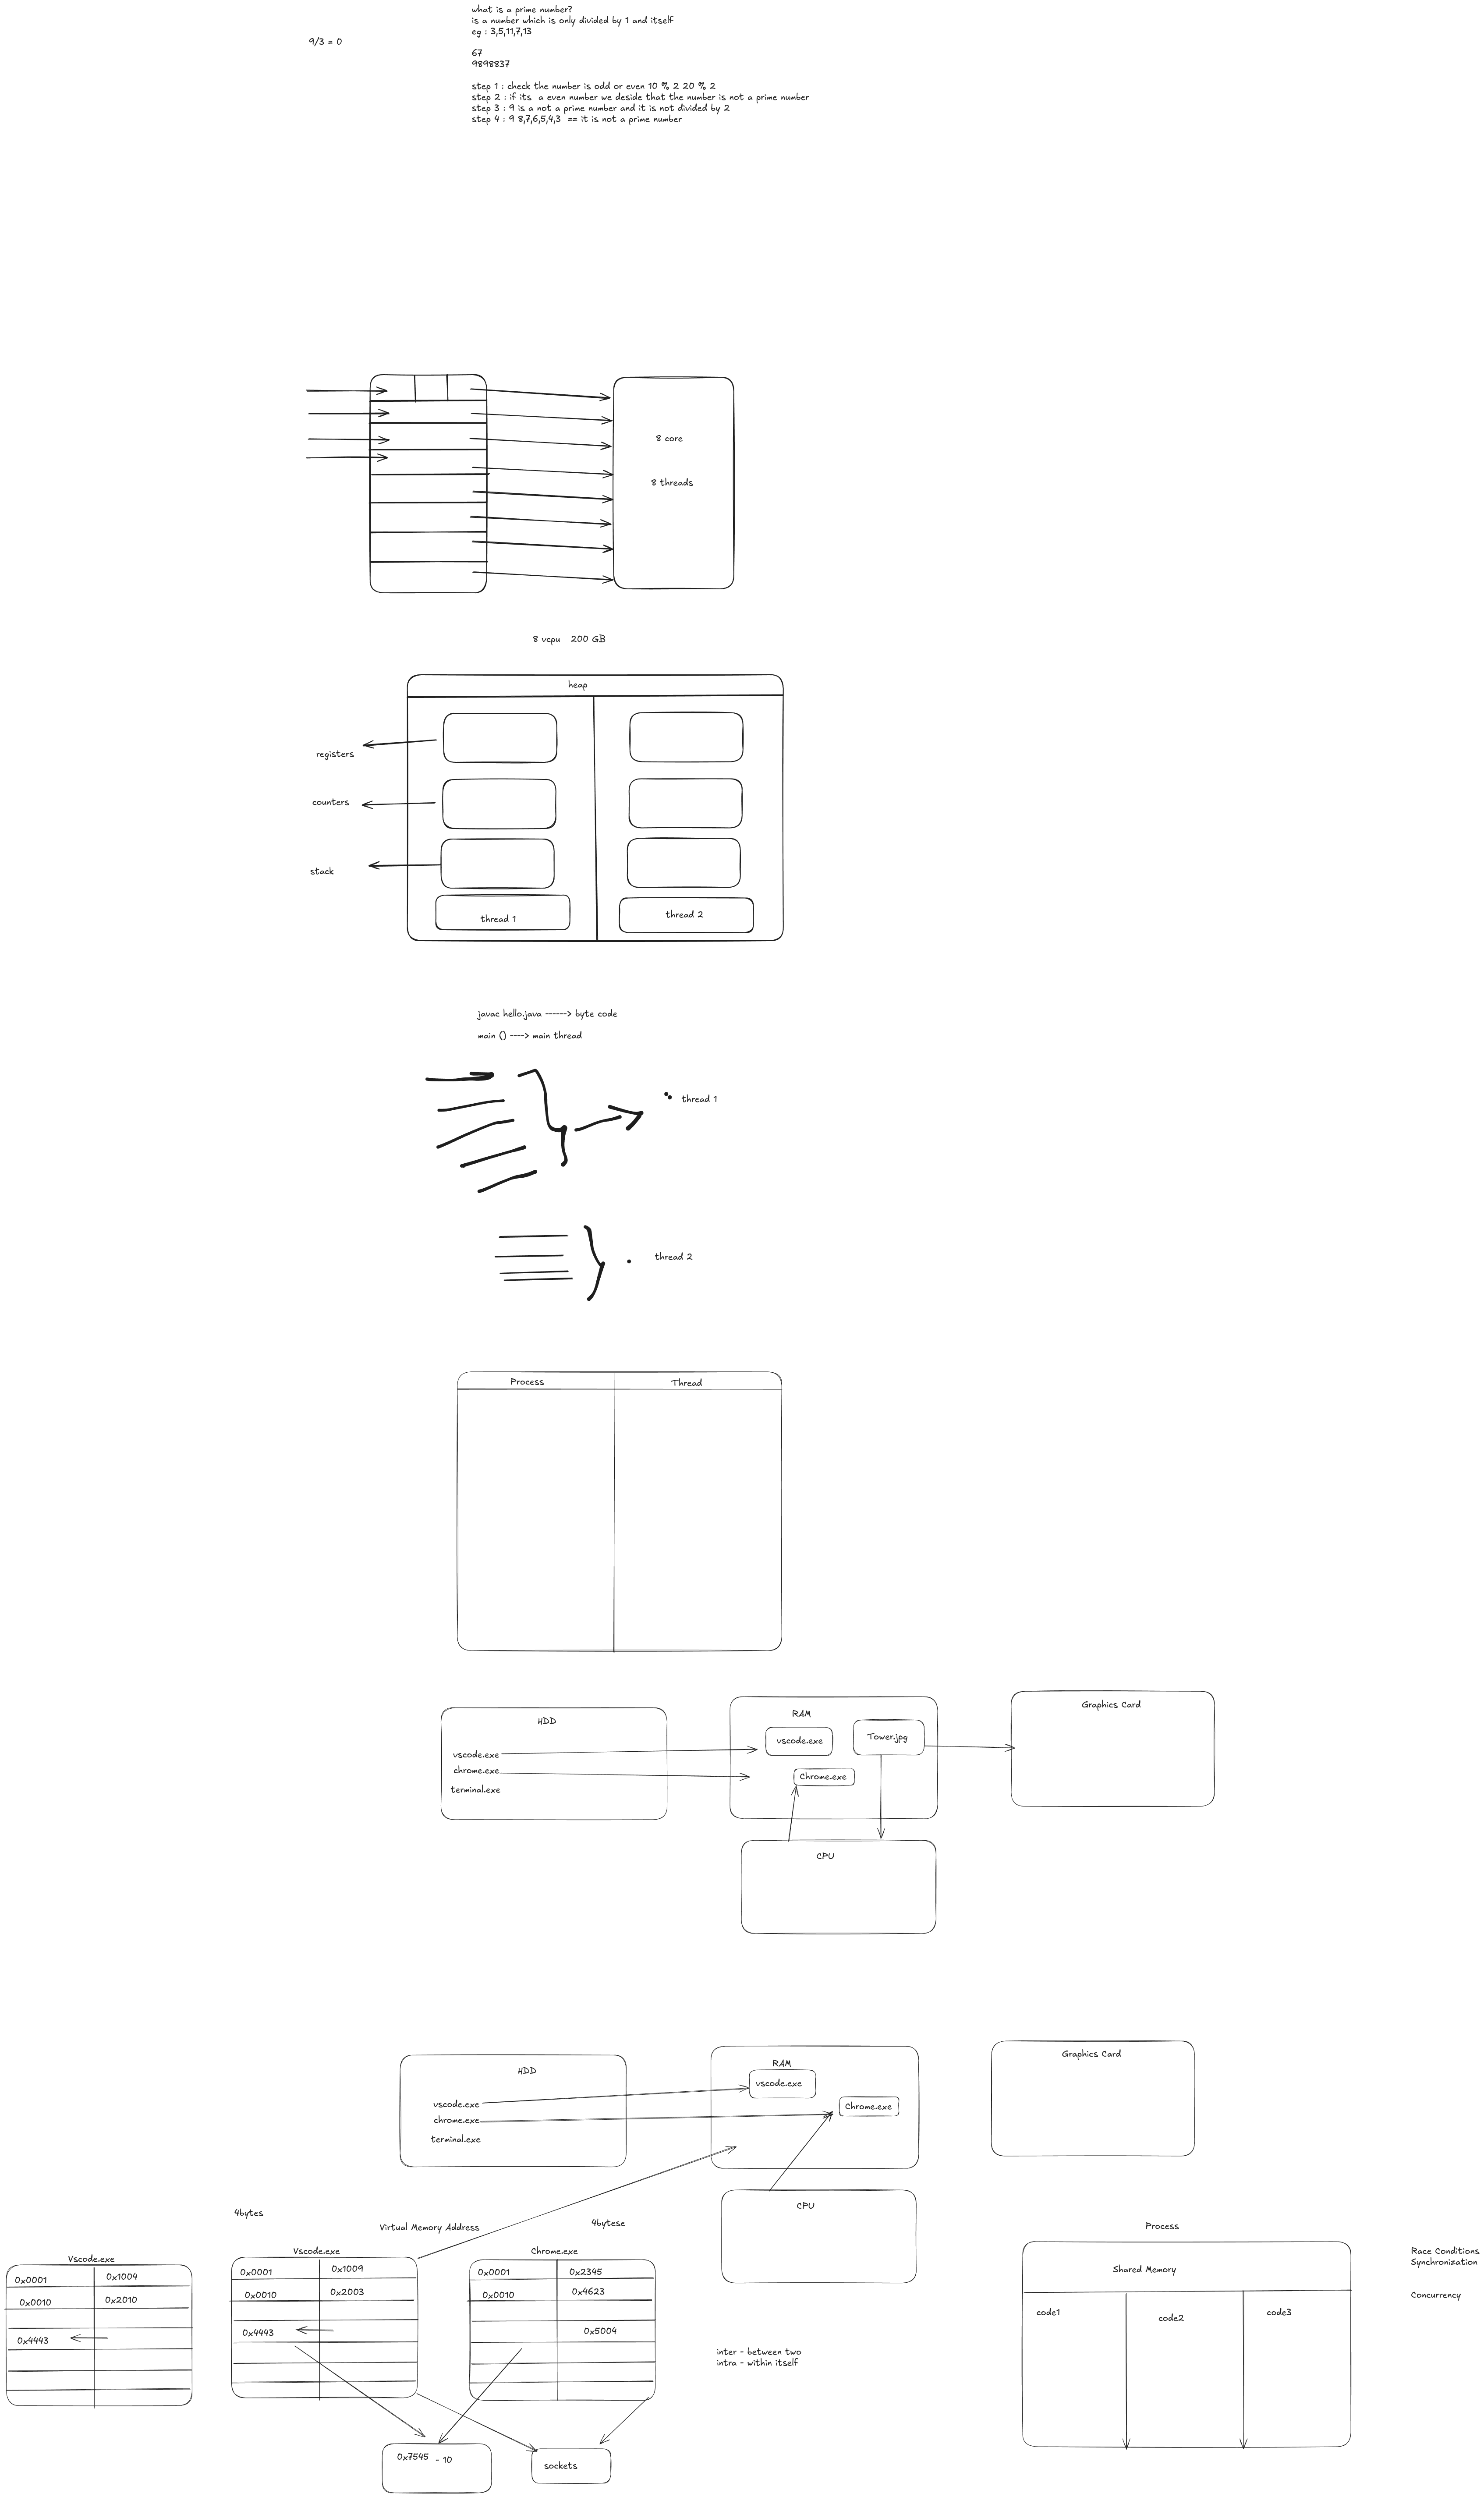 what is a prime number?
is a number which is only divided by 1 and itself
eg : 3,5,11,7,13
9/3 = 0
67
9898837
step 1 : check the number is odd or even 10 % 2 20 % 2
step 2 : if its  a even number we deside that the number is not a prime number
step 3 : 9 is a not a prime number and it is not divided by 2
step 4 : 9 8,7,6,5,4,3  == it is not a prime number
8 core
8 threads
8 vcpu   200 GB
heap
registers
counters
stack
thread 1
thread 2
javac hello.java ------> byte code
main () ----> main thread
thread 1
thread 2
Process
Thread
HDD
vscode.exe
chrome.exe
terminal.exe
RAM
vscode.exe
Tower.jpg
Chrome.exe
Graphics Card
CPU
HDD
vscode.exe
chrome.exe
terminal.exe
RAM
vscode.exe
Chrome.exe
Graphics Card
CPU
4bytes
Virtual Memory Address
4bytese
Vscode.exe
0x0001
0x1004
0x0010
0x2010
0x4443
Vscode.exe
0x0001
0x1009
0x0010
0x2003
0x4443
Chrome.exe
0x0001
0x2345
0x0010
0x4623
0x5004
0x7545
- 10
sockets
inter - between two
intra - within itself
Process
Shared Memory
code1
code2
code3
Race Conditions
Synchronization
Concurrency